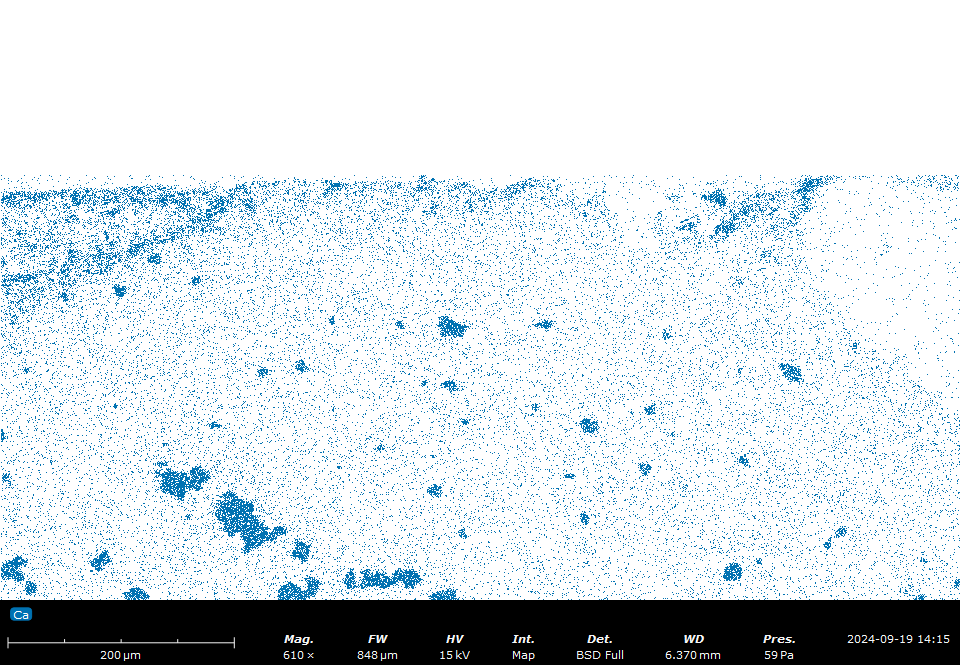 Ca
Mag. FW HV Int. Det. WD Pres. 2024-09-19 14:15
200 µm 610 x 848 µm 15 kV Map BSD Full 6.370 mm 59 Pa